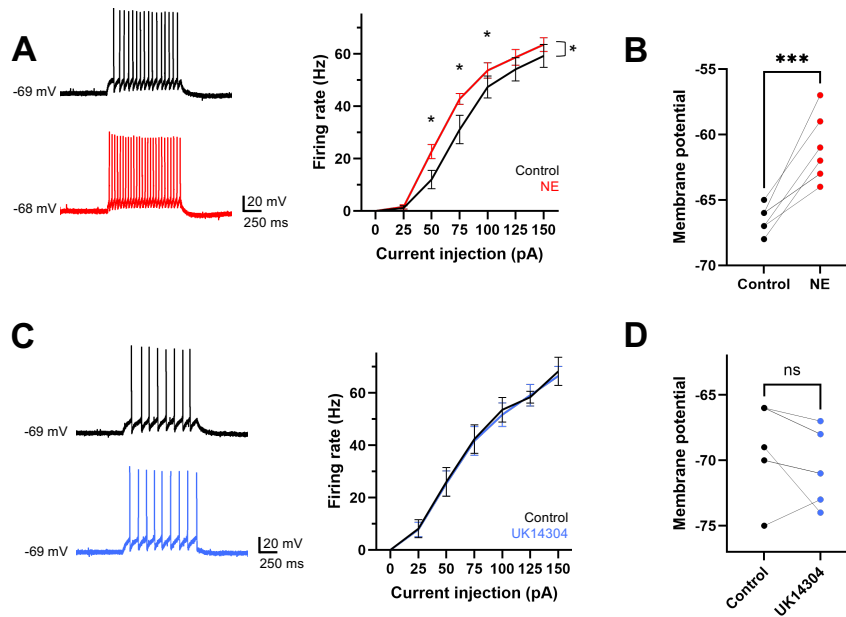 A
-69 mV
-68 mV
20 mV
250 ms
Firing rate (Hz)
60
40
20
0
*
*
*
*
Control
NE
0 25 50 75 100 125 150
Current injection (pA)
B
Membrane potential
-55
-60
-65
-70
***
Control NE
C
-69 mV
-69 mV
20 mV
250 ms
Firing rate (Hz)
80
60
40
20
0
Control
UK14304
0 25 50 75 100 125 150
Current injection (pA)
D
Membrane potential
-65
-70
-75
ns
Control
UK14304